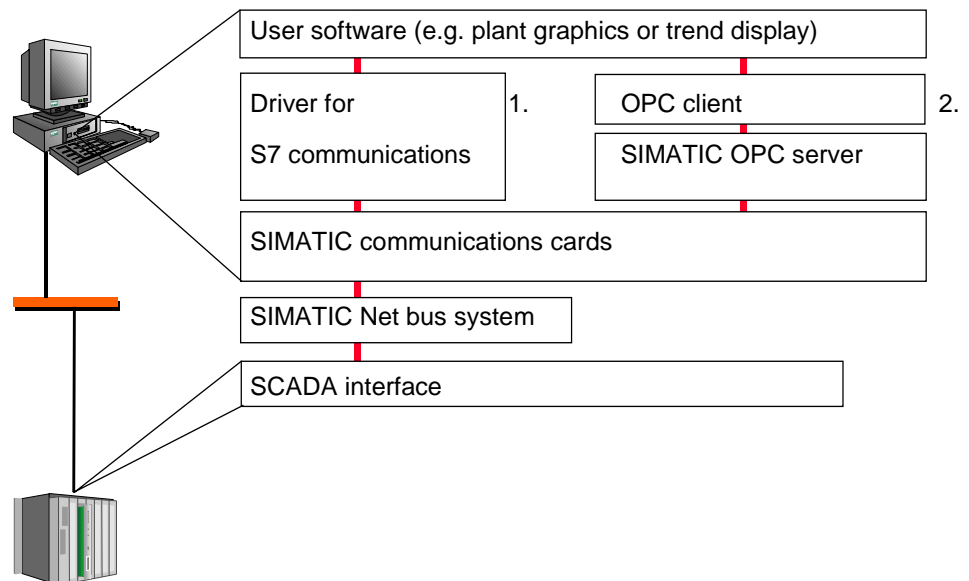 User software (e.g. plant graphics or trend display)
Driver for
S7 communications
1.
OPC client
2.
SIMATIC OPC server
SIMATIC communications cards
SIMATIC Net bus system
SCADA interface